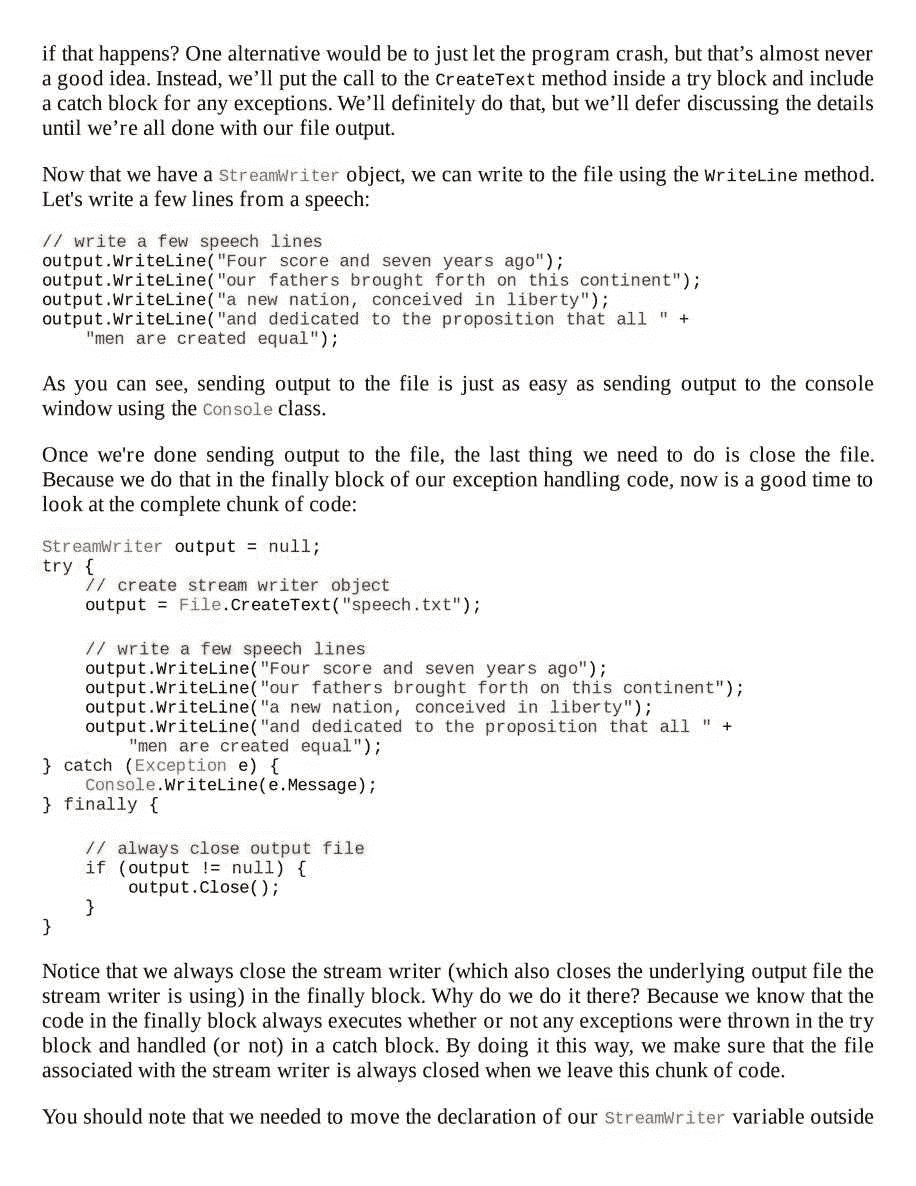 if that happens? One alternative would be to just let the program crash, but that’s almost never
a good idea. Instead, we’ll put the call to the CreateText method inside a try block and include
a catch block for any exceptions. We’ll definitely do that, but we’ll defer discussing the details
until we’re all done with our file output.
Now that we have a StreamWriter object, we can write to the file using the WriteLine method.
Let's write a few lines from a speech:
// write a few speech lines
output.WriteLine("Four score and seven years ago");
output.WriteLine("our fathers brought forth on this continent");
output.WriteLine("a new nation, conceived in liberty");
output.WriteLine("and dedicated to the proposition that all " +
    "men are created equal");
As you can see, sending output to the file is just as easy as sending output to the console
window using the Console class.
Once we're done sending output to the file, the last thing we need to do is close the file.
Because we do that in the finally block of our exception handling code, now is a good time to
look at the complete chunk of code:
StreamWriter output = null;
try {
    // create stream writer object
    output = File.CreateText("speech.txt");
    // write a few speech lines
    output.WriteLine("Four score and seven years ago");
    output.WriteLine("our fathers brought forth on this continent");
    output.WriteLine("a new nation, conceived in liberty");
    output.WriteLine("and dedicated to the proposition that all " +
        "men are created equal");
} catch (Exception e) {
    Console.WriteLine(e.Message);
} finally {
    // always close output file
    if (output != null) {
        output.Close();
    }
}
Notice that we always close the stream writer (which also closes the underlying output file the
stream writer is using) in the finally block. Why do we do it there? Because we know that the
code in the finally block always executes whether or not any exceptions were thrown in the try
block and handled (or not) in a catch block. By doing it this way, we make sure that the file
associated with the stream writer is always closed when we leave this chunk of code.
You should note that we needed to move the declaration of our StreamWriter variable outside